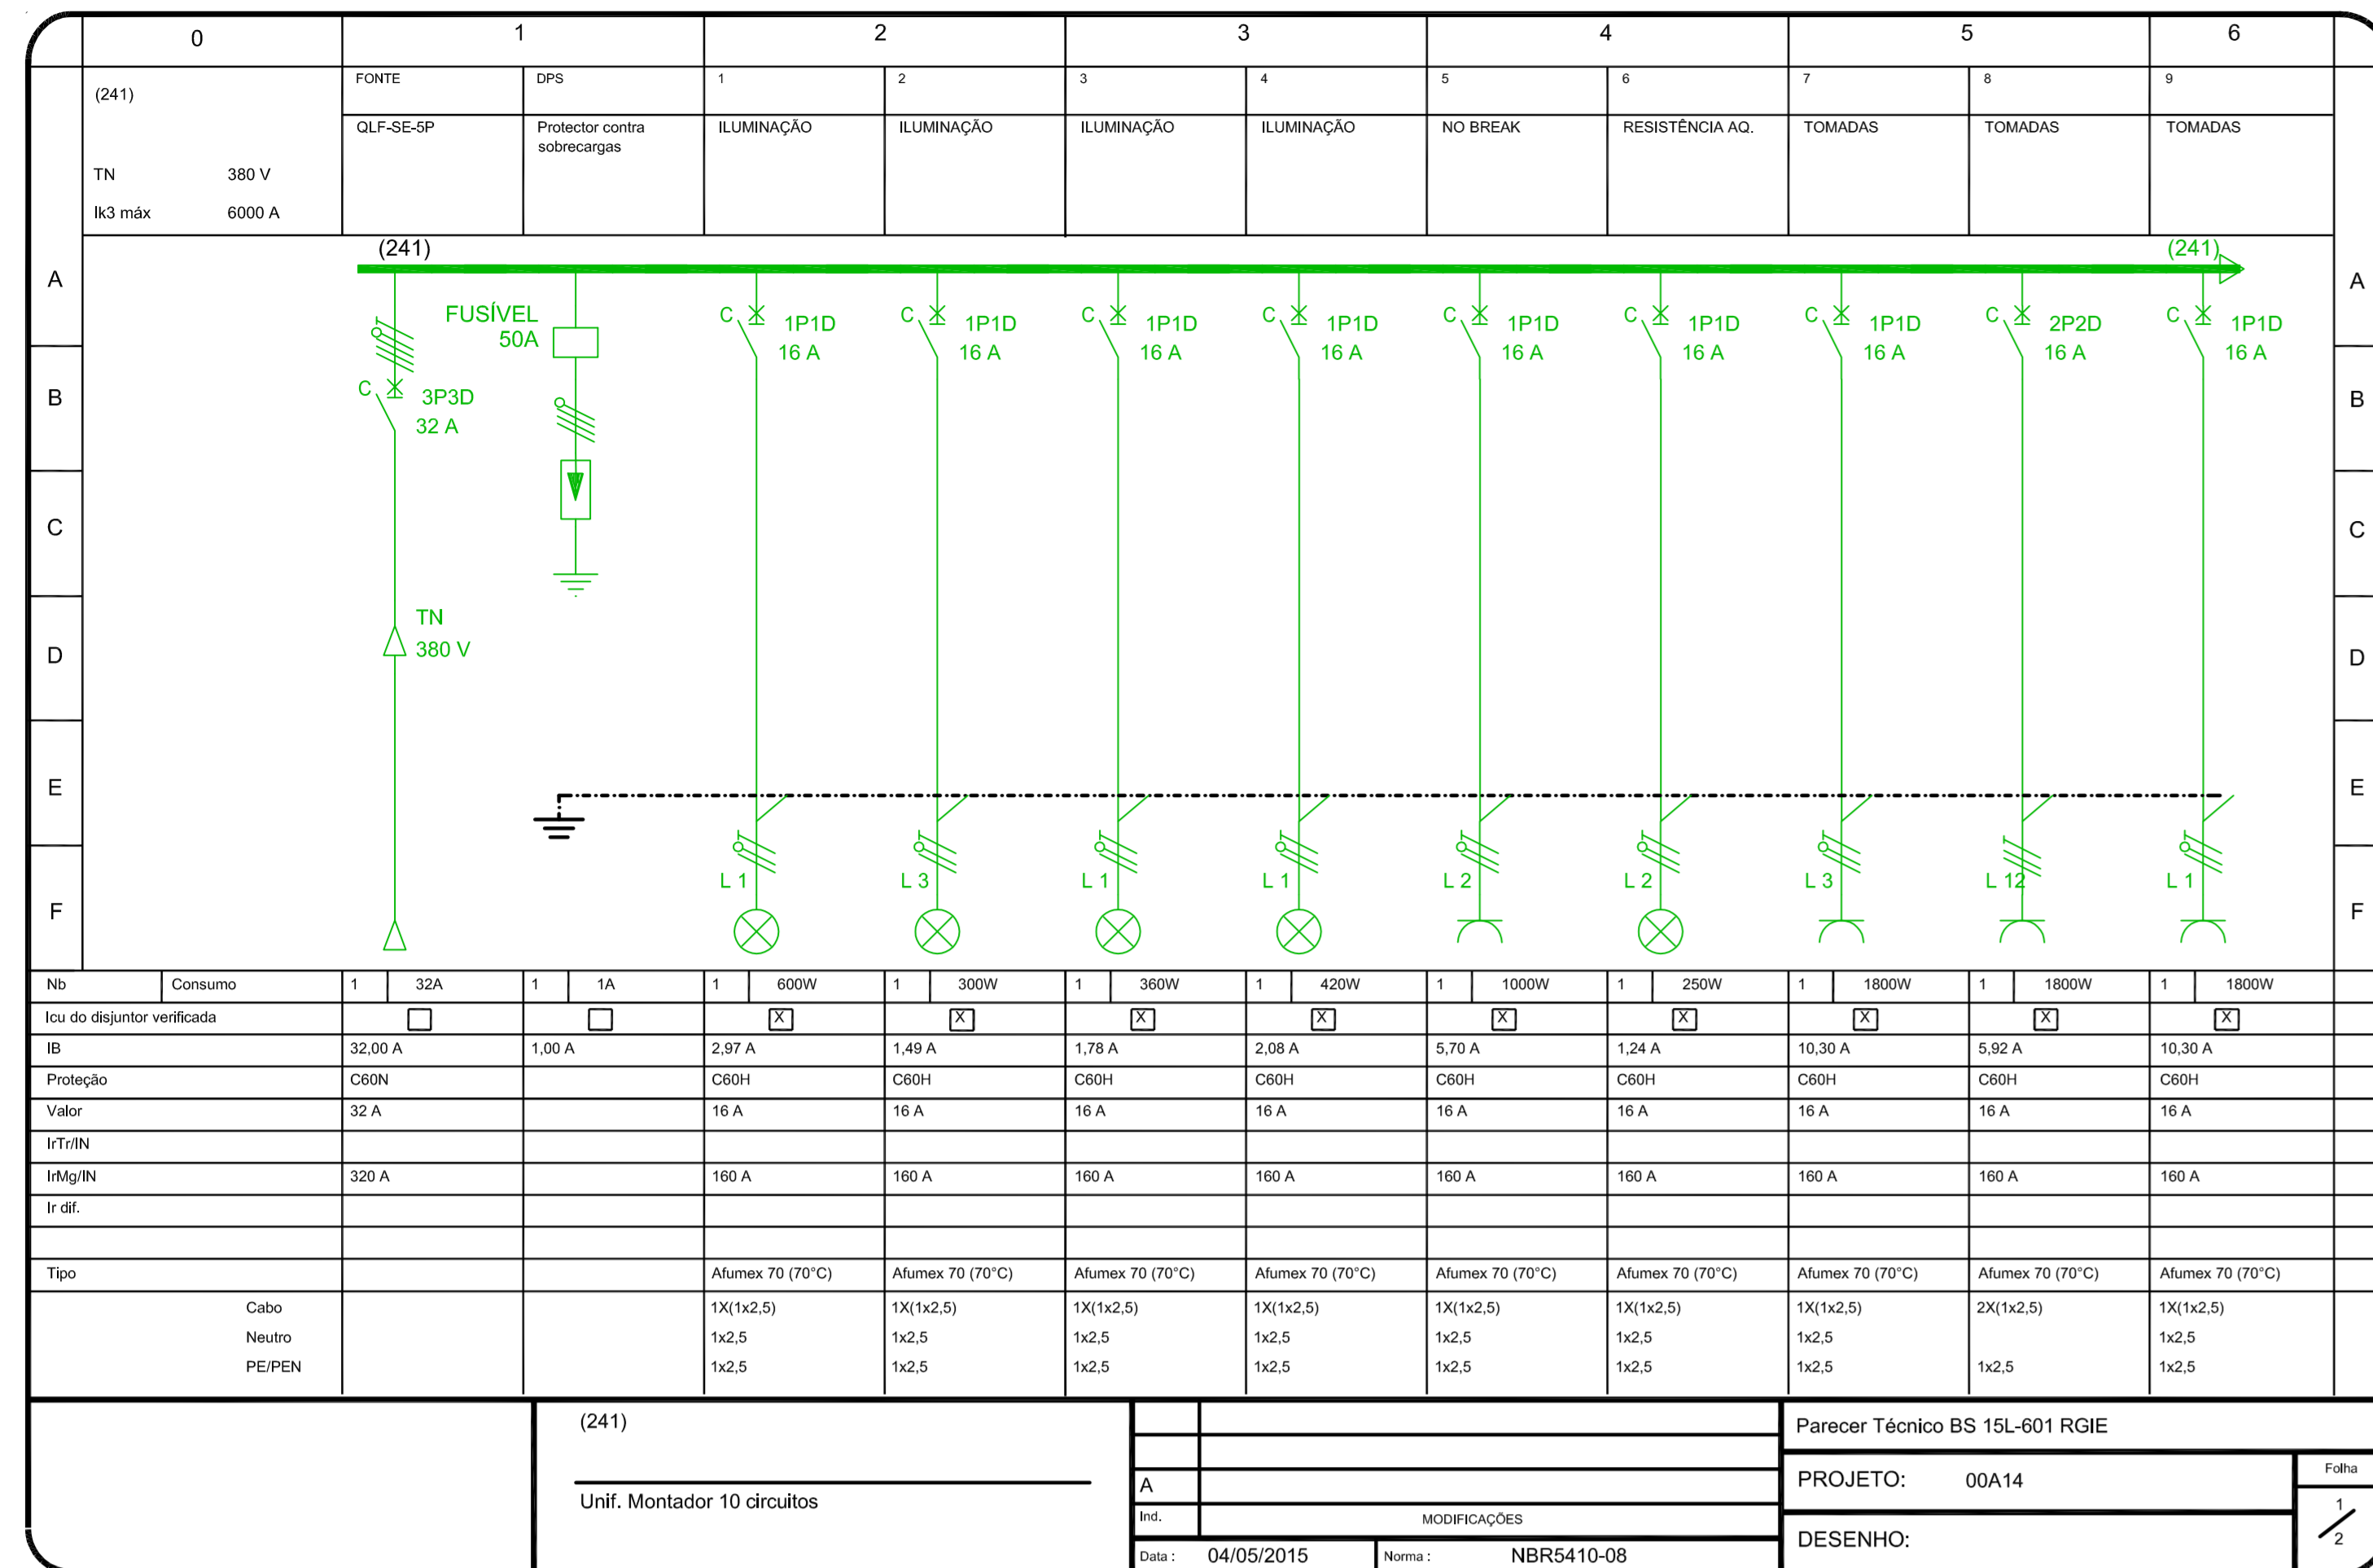 0 1 2 3 4 5 6
(241) FONTE DPS 1 2 3 4 5 6 7 8 9
QLF-SE-5P Protector contra ILUMINAÇÃO ILUMINAÇÃO ILUMINAÇÃO ILUMINAÇÃO NO BREAK RESISTÊNCIA AQ. TOMADAS TOMADAS TOMADAS
sobrecargas
TN 380 V
Ik3 máx 6000 A
(241) (241)
A A
FUSÍVEL C 1P1D C 1P1D C 1P1D C 1P1D C 1P1D C 1P1D C 1P1D C 2P2D C 1P1D
50A 16 A 16 A 16 A 16 A 16 A 16 A 16 A 16 A 16 A
B C 3P3D B
32 A
C C
TN
D 380 V D
E E
L 1 L 3 L 1 L 1 L 2 L 2 L 3 L 12 L 1
F F
Nb Consumo 1 32A 1 1A 1 600W 1 300W 1 360W 1 420W 1 1000W 1 250W 1 1800W 1 1800W 1 1800W
Icu do disjuntor verificada X X X X X X X X X
IB 32,00 A 1,00 A 2,97 A 1,49 A 1,78 A 2,08 A 5,70 A 1,24 A 10,30 A 5,92 A 10,30 A
Proteção C60N C60H C60H C60H C60H C60H C60H C60H C60H C60H
Valor 32 A 16 A 16 A 16 A 16 A 16 A 16 A 16 A 16 A 16 A
IrTr/IN
IrMg/IN 320 A 160 A 160 A 160 A 160 A 160 A 160 A 160 A 160 A 160 A
Ir dif.
Tipo Afumex 70 (70°C) Afumex 70 (70°C) Afumex 70 (70°C) Afumex 70 (70°C) Afumex 70 (70°C) Afumex 70 (70°C) Afumex 70 (70°C) Afumex 70 (70°C) Afumex 70 (70°C)
Cabo 1X(1x2,5) 1X(1x2,5) 1X(1x2,5) 1X(1x2,5) 1X(1x2,5) 1X(1x2,5) 1X(1x2,5) 2X(1x2,5) 1X(1x2,5)
Neutro 1x2,5 1x2,5 1x2,5 1x2,5 1x2,5 1x2,5 1x2,5 1x2,5
PE/PEN 1x2,5 1x2,5 1x2,5 1x2,5 1x2,5 1x2,5 1x2,5 1x2,5 1x2,5
(241)
Unif. Montador 10 circuitos
A
Ind. MODIFICAÇÕES
Data : 04/05/2015 Norma : NBR5410-08
Parecer Técnico BS 15L-601 RGIE
PROJETO: 00A14
DESENHO:
Folha
1
2